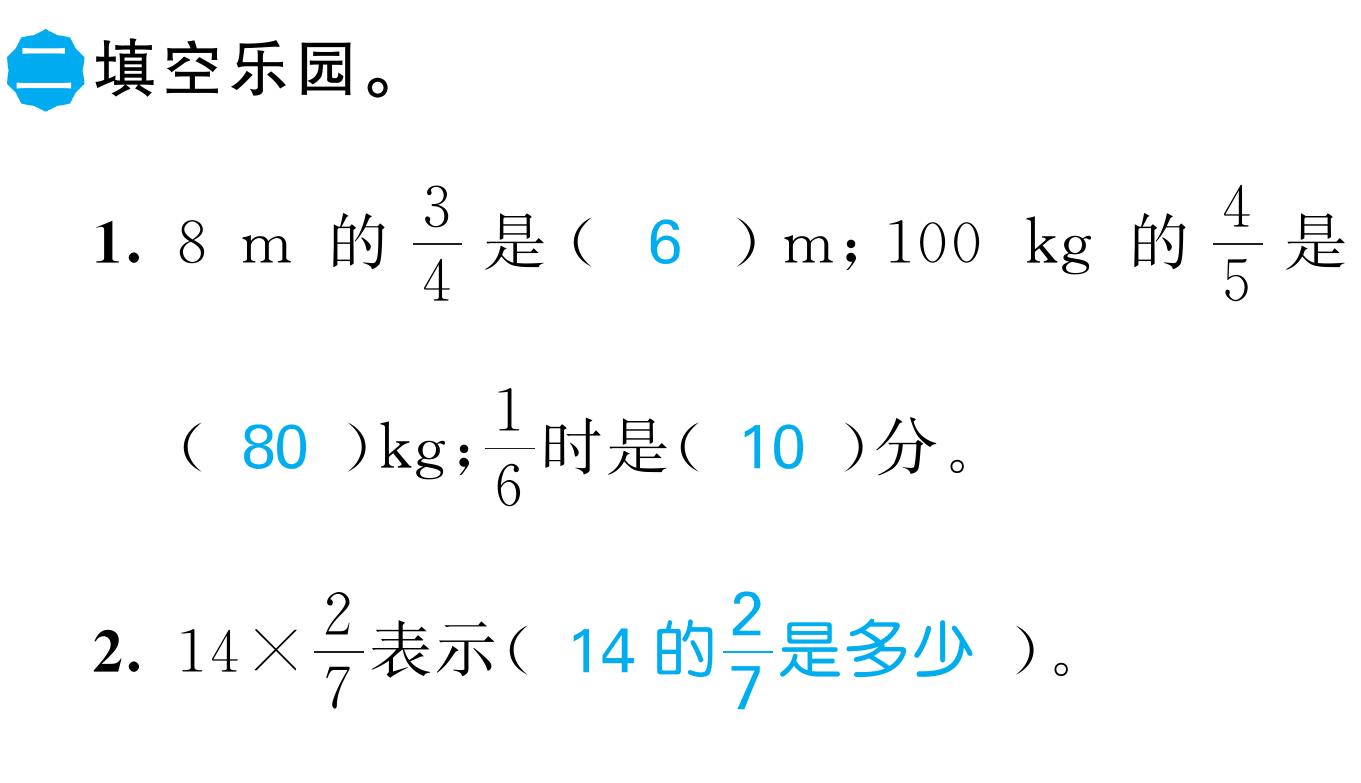 二 填空乐园。
1. 8 m 的 3/4 是( 6 )m;100 kg 的 4/5 是
( 80 )kg;1/6时是( 10 )分。
2. 14×2/7表示( 14 的2/7是多少 )。